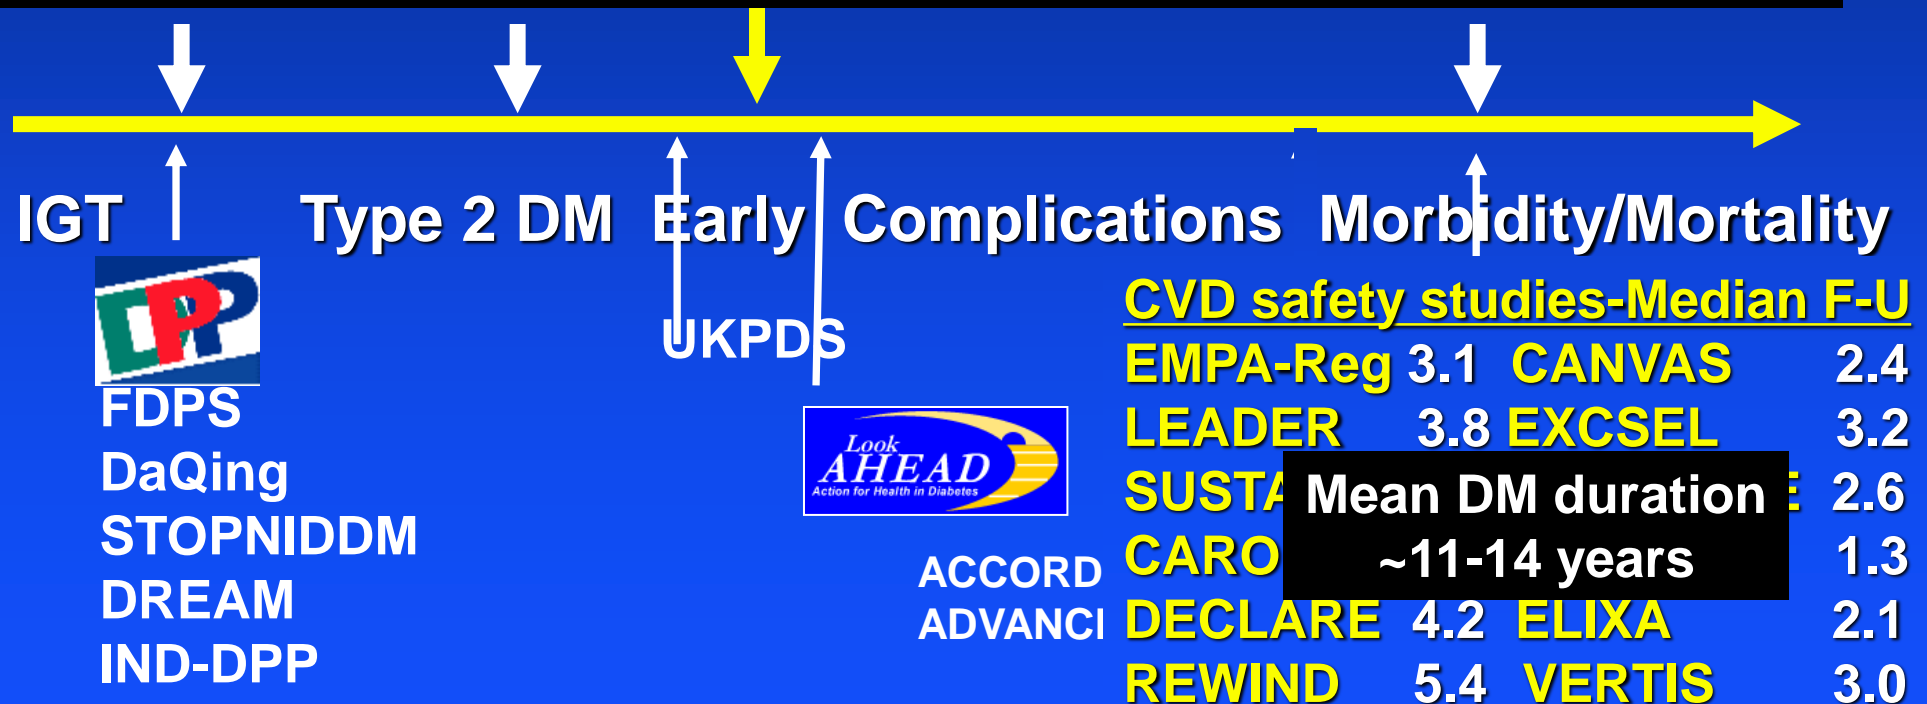 IGT Type 2 DM Early Complications Morbidity/Mortality
DPP
FDPS
DaQing
STOPNIDDM
DREAM
IND-DPP
UKPDS
Look
AHEAD
Action for Health in Diabetes
ACCORD
CVD safety studies-Median F-U
EMPA-Reg 3.1 CANVAS 2.4
LEADER 3.8 EXCSEL 3.2
2.6
1.3
DECLARE 4.2 ELIXA 2.1
REWIND 5.4 VERTIS 3.0
Mean DM duration
~11-14 years